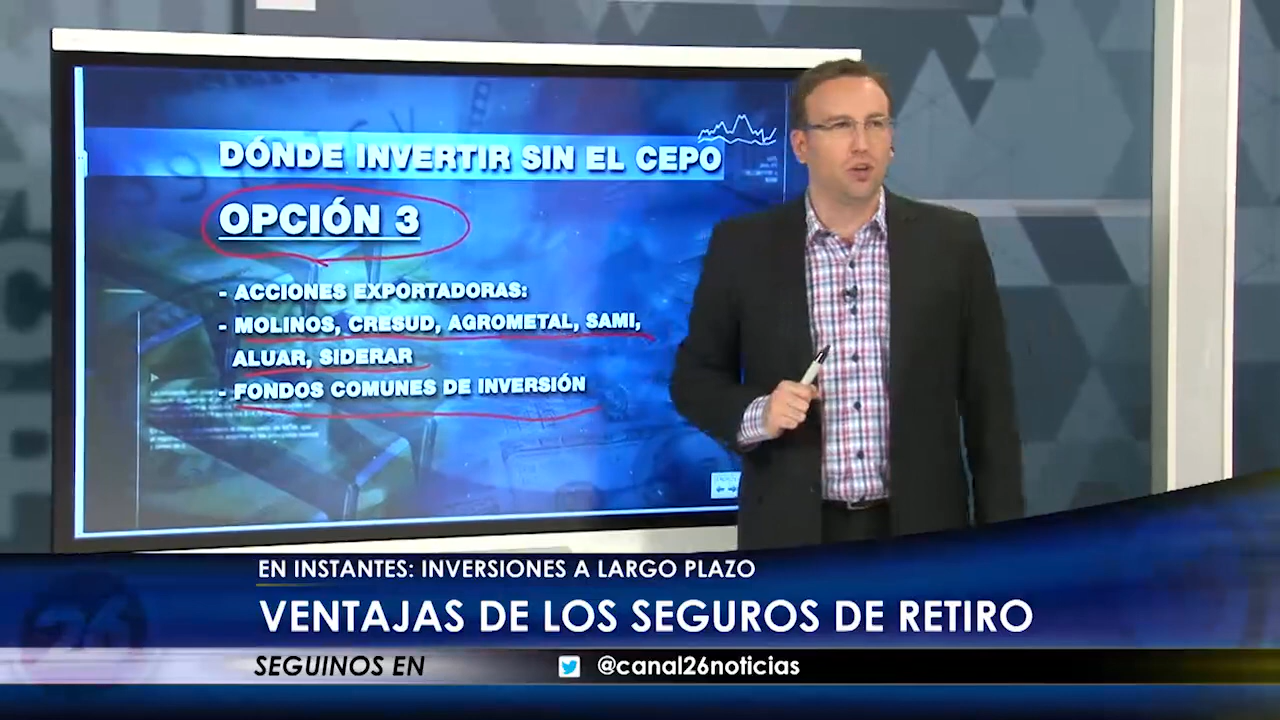 DÓNDE INVERTIR SIN EL CEPO
OPCIÓN 3
- ACCIONES EXPORTADORAS:
- MOLINOS, CRESUD, AGROMETAL, SAMI,
ALUAR, SIDERAR
- FONDOS COMUNES DE INVERSIÓN
EN INSTANTES: INVERSIONES A LARGO PLAZO
VENTAJAS DE LOS SEGUROS DE RETIRO
26
SEGUINOS EN
@canal26noticias